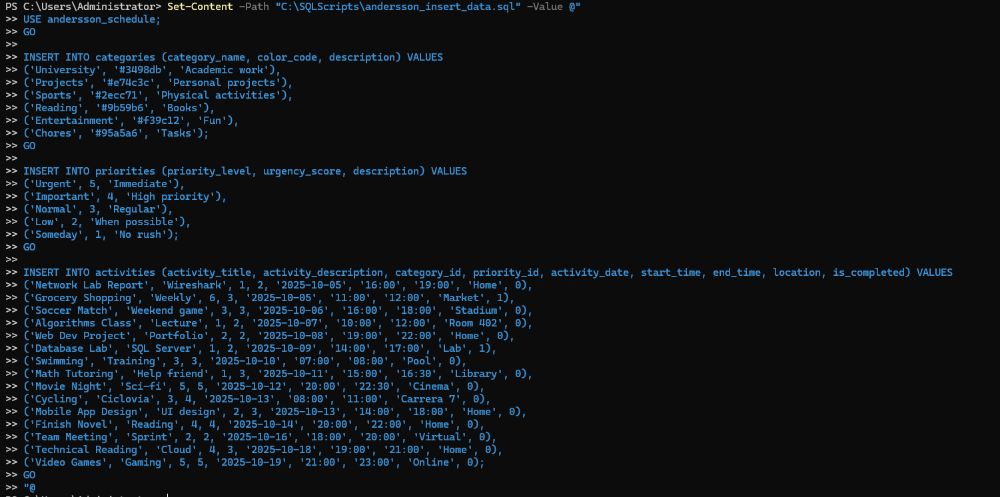 PS C:\Users\Administrator> Set-Content -Path "C:\SQLScripts\andersson_insert_data.sql" -Value @"
>> USE andersson_schedule;
>> GO
>>
>> INSERT INTO categories (category_name, color_code, description) VALUES
>> ('University', '#3498db', 'Academic work'),
>> ('Projects', '#e74c3c', 'Personal projects'),
>> ('Sports', '#2ecc71', 'Physical activities'),
>> ('Reading', '#9b59b6', 'Books'),
>> ('Entertainment', '#f39c12', 'Fun'),
>> ('Chores', '#95a5a6', 'Tasks');
>> GO
>>
>> INSERT INTO priorities (priority_level, urgency_score, description) VALUES
>> ('Urgent', 5, 'Immediate'),
>> ('Important', 4, 'High priority'),
>> ('Normal', 3, 'Regular'),
>> ('Low', 2, 'When possible'),
>> ('Someday', 1, 'No rush');
>> GO
>>
>> INSERT INTO activities (activity_title, activity_description, category_id, priority_id, activity_date, start_time, end_time, location, is_completed) VALUES
>> ('Network Lab Report', 'Wireshark', 1, 2, '2025-10-05', '16:00', '19:00', 'Home', 0),
>> ('Grocery Shopping', 'Weekly', 6, 3, '2025-10-05', '11:00', '12:00', 'Market', 1),
>> ('Soccer Match', 'Weekend game', 3, 3, '2025-10-06', '16:00', '18:00', 'Stadium', 0),
>> ('Algorithms Class', 'Lecture', 1, 2, '2025-10-07', '10:00', '12:00', 'Room 402', 0),
>> ('Web Dev Project', 'Portfolio', 2, 2, '2025-10-08', '19:00', '22:00', 'Home', 0),
>> ('Database Lab', 'SQL Server', 1, 2, '2025-10-09', '14:00', '17:00', 'Lab', 1),
>> ('Swimming', 'Training', 3, 3, '2025-10-10', '07:00', '08:00', 'Pool', 0),
>> ('Math Tutoring', 'Help friend', 1, 3, '2025-10-11', '15:00', '16:30', 'Library', 0),
>> ('Movie Night', 'Sci-fi', 5, 5, '2025-10-12', '20:00', '22:30', 'Cinema', 0),
>> ('Cycling', 'Ciclovia', 3, 4, '2025-10-13', '08:00', '11:00', 'Carrera 7', 0),
>> ('Mobile App Design', 'UI design', 2, 3, '2025-10-13', '14:00', '18:00', 'Home', 0),
>> ('Finish Novel', 'Reading', 4, 4, '2025-10-14', '20:00', '22:00', 'Home', 0),
>> ('Team Meeting', 'Sprint', 2, 2, '2025-10-16', '18:00', '20:00', 'Virtual', 0),
>> ('Technical Reading', 'Cloud', 4, 3, '2025-10-18', '19:00', '21:00', 'Home', 0),
>> ('Video Games', 'Gaming', 5, 5, '2025-10-19', '21:00', '23:00', 'Online', 0);
>> GO
>> "@